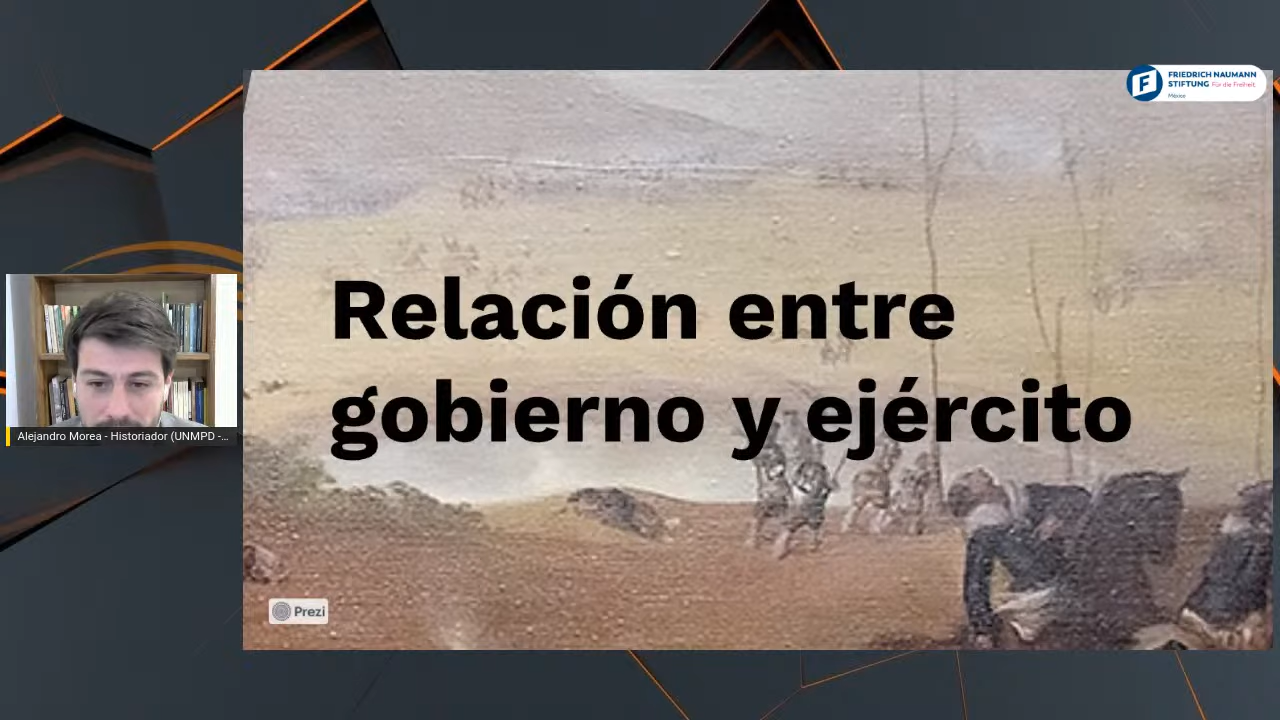 FRIEDRICH NAUMANN
STIFTUNG Für die Freiheit.
México
Relación entre
gobierno y ejército
Alejandro Morea - Historiador (UNMPD -...
Prezi